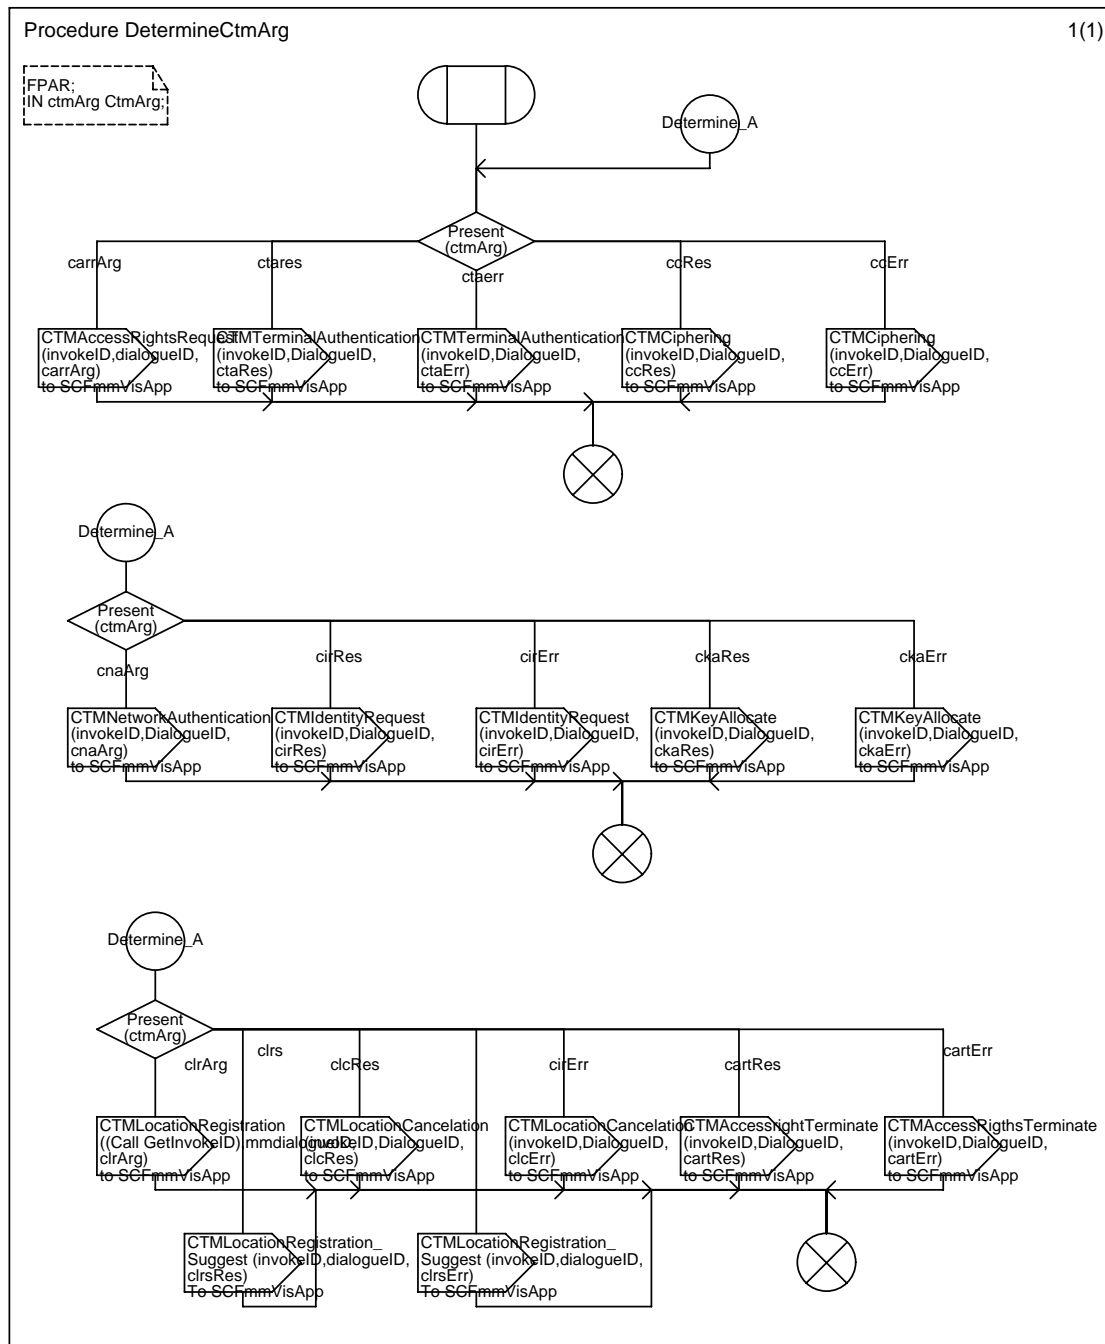 Procedure DetermineCtmArg
1(1)
FPAR;
IN ctmArg CtmArg;
Determine_A
Present
(ctmArg)
carrArg
ctares
ctaerr
ccRes
ccErr
CTMAccessRightsRequest
(invokeID,dialogueID,
carrArg)
to SCFmmVisApp
CTMTerminalAuthentication
(invokeID,DialogueID,
ctaRes)
to SCFmmVisApp
CTMTerminalAuthentication
(invokeID,DialogueID,
ctaErr)
to SCFmmVisApp
CTMCiphering
(invokeID,DialogueID,
ccRes)
to SCFmmVisApp
CTMCiphering
(invokeID,DialogueID,
ccErr)
to SCFmmVisApp
Determine_A
Present
(ctmArg)
cnaArg
cirRes
cirErr
ckaRes
ckaErr
CTMNetworkAuthentication
(invokeID,DialogueID,
cnaArg)
to SCFmmVisApp
CTMIdentityRequest
(invokeID,DialogueID,
cirRes)
to SCFmmVisApp
CTMIdentityRequest
(invokeID,DialogueID,
cirErr)
to SCFmmVisApp
CTMKeyAllocate
(invokeID,DialogueID,
ckaRes)
to SCFmmVisApp
CTMKeyAllocate
(invokeID,DialogueID,
ckaErr)
to SCFmmVisApp
Determine_A
Present
(ctmArg)
clrArg
clrs
clcRes
cirErr
cartRes
cartErr
CTMLocationRegistration
((Call GetInvokeID),mmdialogueID,
clrArg)
to SCFmmVisApp
CTMLocationCancelation
(invokeID,DialogueID,
clcRes)
to SCFmmVisApp
CTMLocationCancelation
(invokeID,DialogueID,
clcErr)
to SCFmmVisApp
CTMAccessrightTerminate
(invokeID,DialogueID,
cartRes)
to SCFmmVisApp
CTMAccessRigthsTerminate
(invokeID,DialogueID,
cartErr)
to SCFmmVisApp
CTMLocationRegistration_
Suggest (invokeID,dialogueID,
clrsRes)
To SCFmmVisApp
CTMLocationRegistration_
Suggest (invokeID,dialogueID,
clrsErr)
To SCFmmVisApp